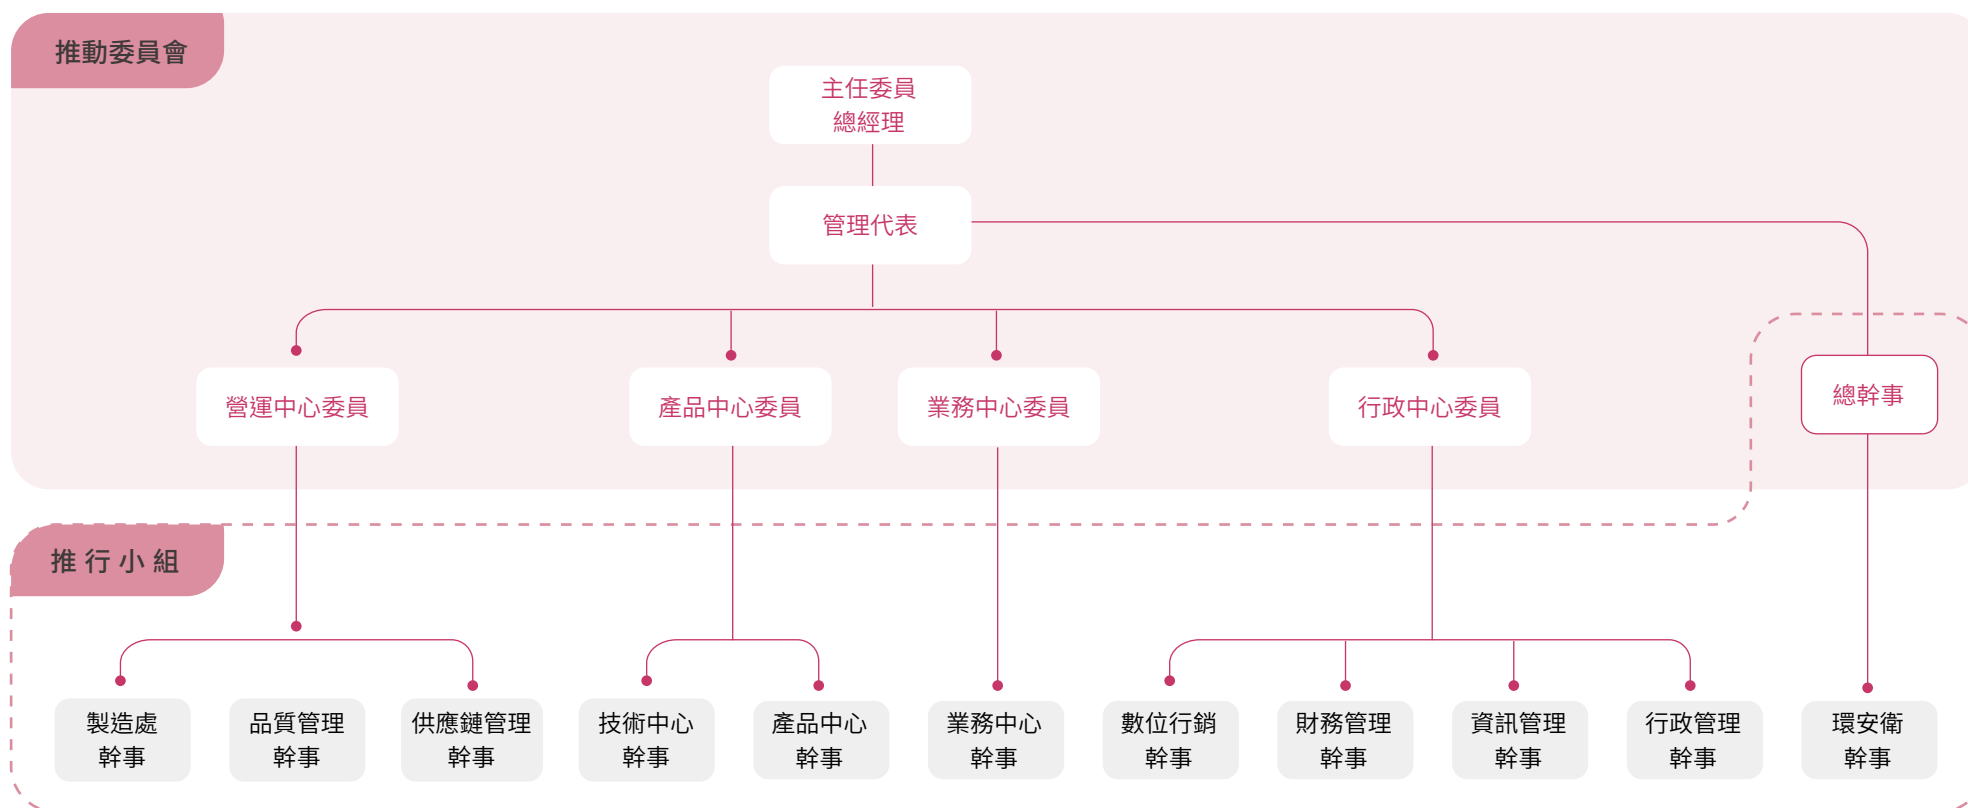 推動委員會
主任委員
總經理
管理代表
營運中心委員
產品中心委員
業務中心委員
行政中心委員
總幹事
推行小組
製造處
幹事
品質管理
幹事
供應鏈管理
幹事
技術中心
幹事
產品中心
幹事
業務中心
幹事
數位行銷
幹事
財務管理
幹事
資訊管理
幹事
行政管理
幹事
環安衛
幹事